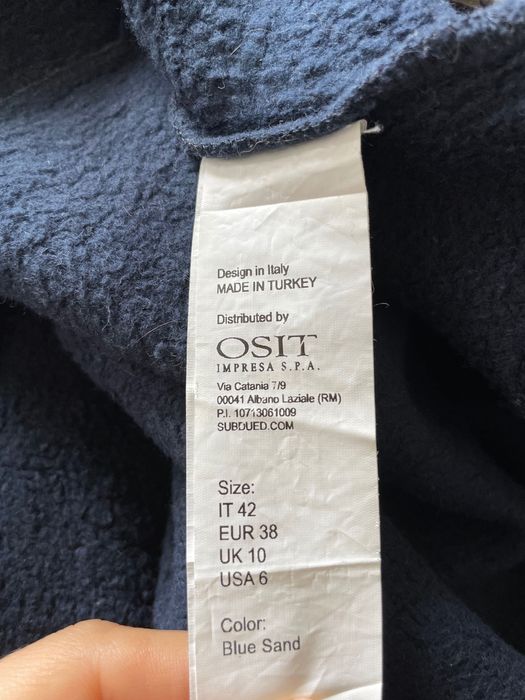 Design in Italy
MADE IN TURKEY
Distributed by
OSIT
IMPRESA S.P.A.
Via Catania 7/9
00041 Albano Laziale (RM)
P.I. 10713061009
SUBDUED.COM
Size:
IT 42
EUR 38
UK 10
USA 6
Color:
Blue Sand